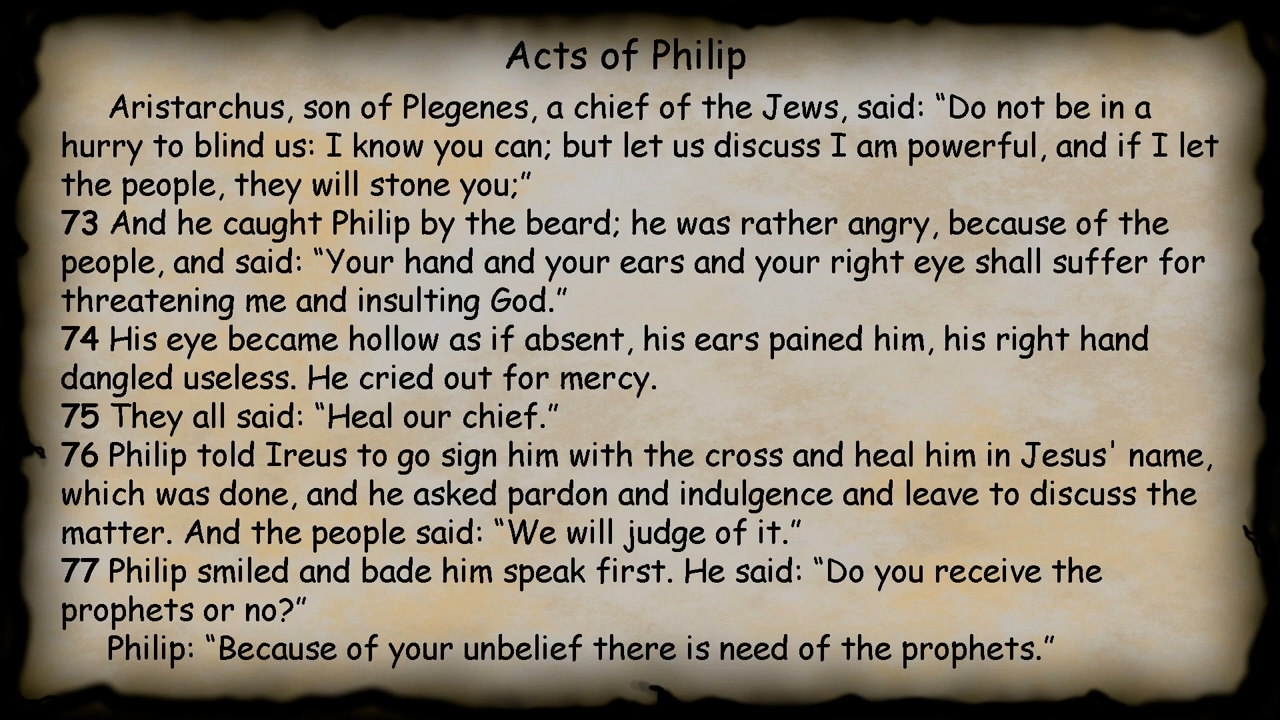 Acts of Philip
Aristarchus, son of Plegenes, a chief of the Jews, said: “Do not be in a
hurry to blind us: I know you can; but let us discuss I am powerful, and if I let
the people, they will stone you;”
73 And he caught Philip by the beard; he was rather angry, because of the
people, and said: “Your hand and your ears and your right eye shall suffer for
threatening me and insulting God.”
74 His eye became hollow as if absent, his ears pained him, his right hand
dangled useless. He cried out for mercy.
75 They all said: “Heal our chief.”
76 Philip told Ireus to go sign him with the cross and heal him in Jesus' name,
which was done, and he asked pardon and indulgence and leave to discuss the
matter. And the people said: “We will judge of it.”
77 Philip smiled and bade him speak first. He said: “Do you receive the
prophets or no?”
Philip: “Because of your unbelief there is need of the prophets.”